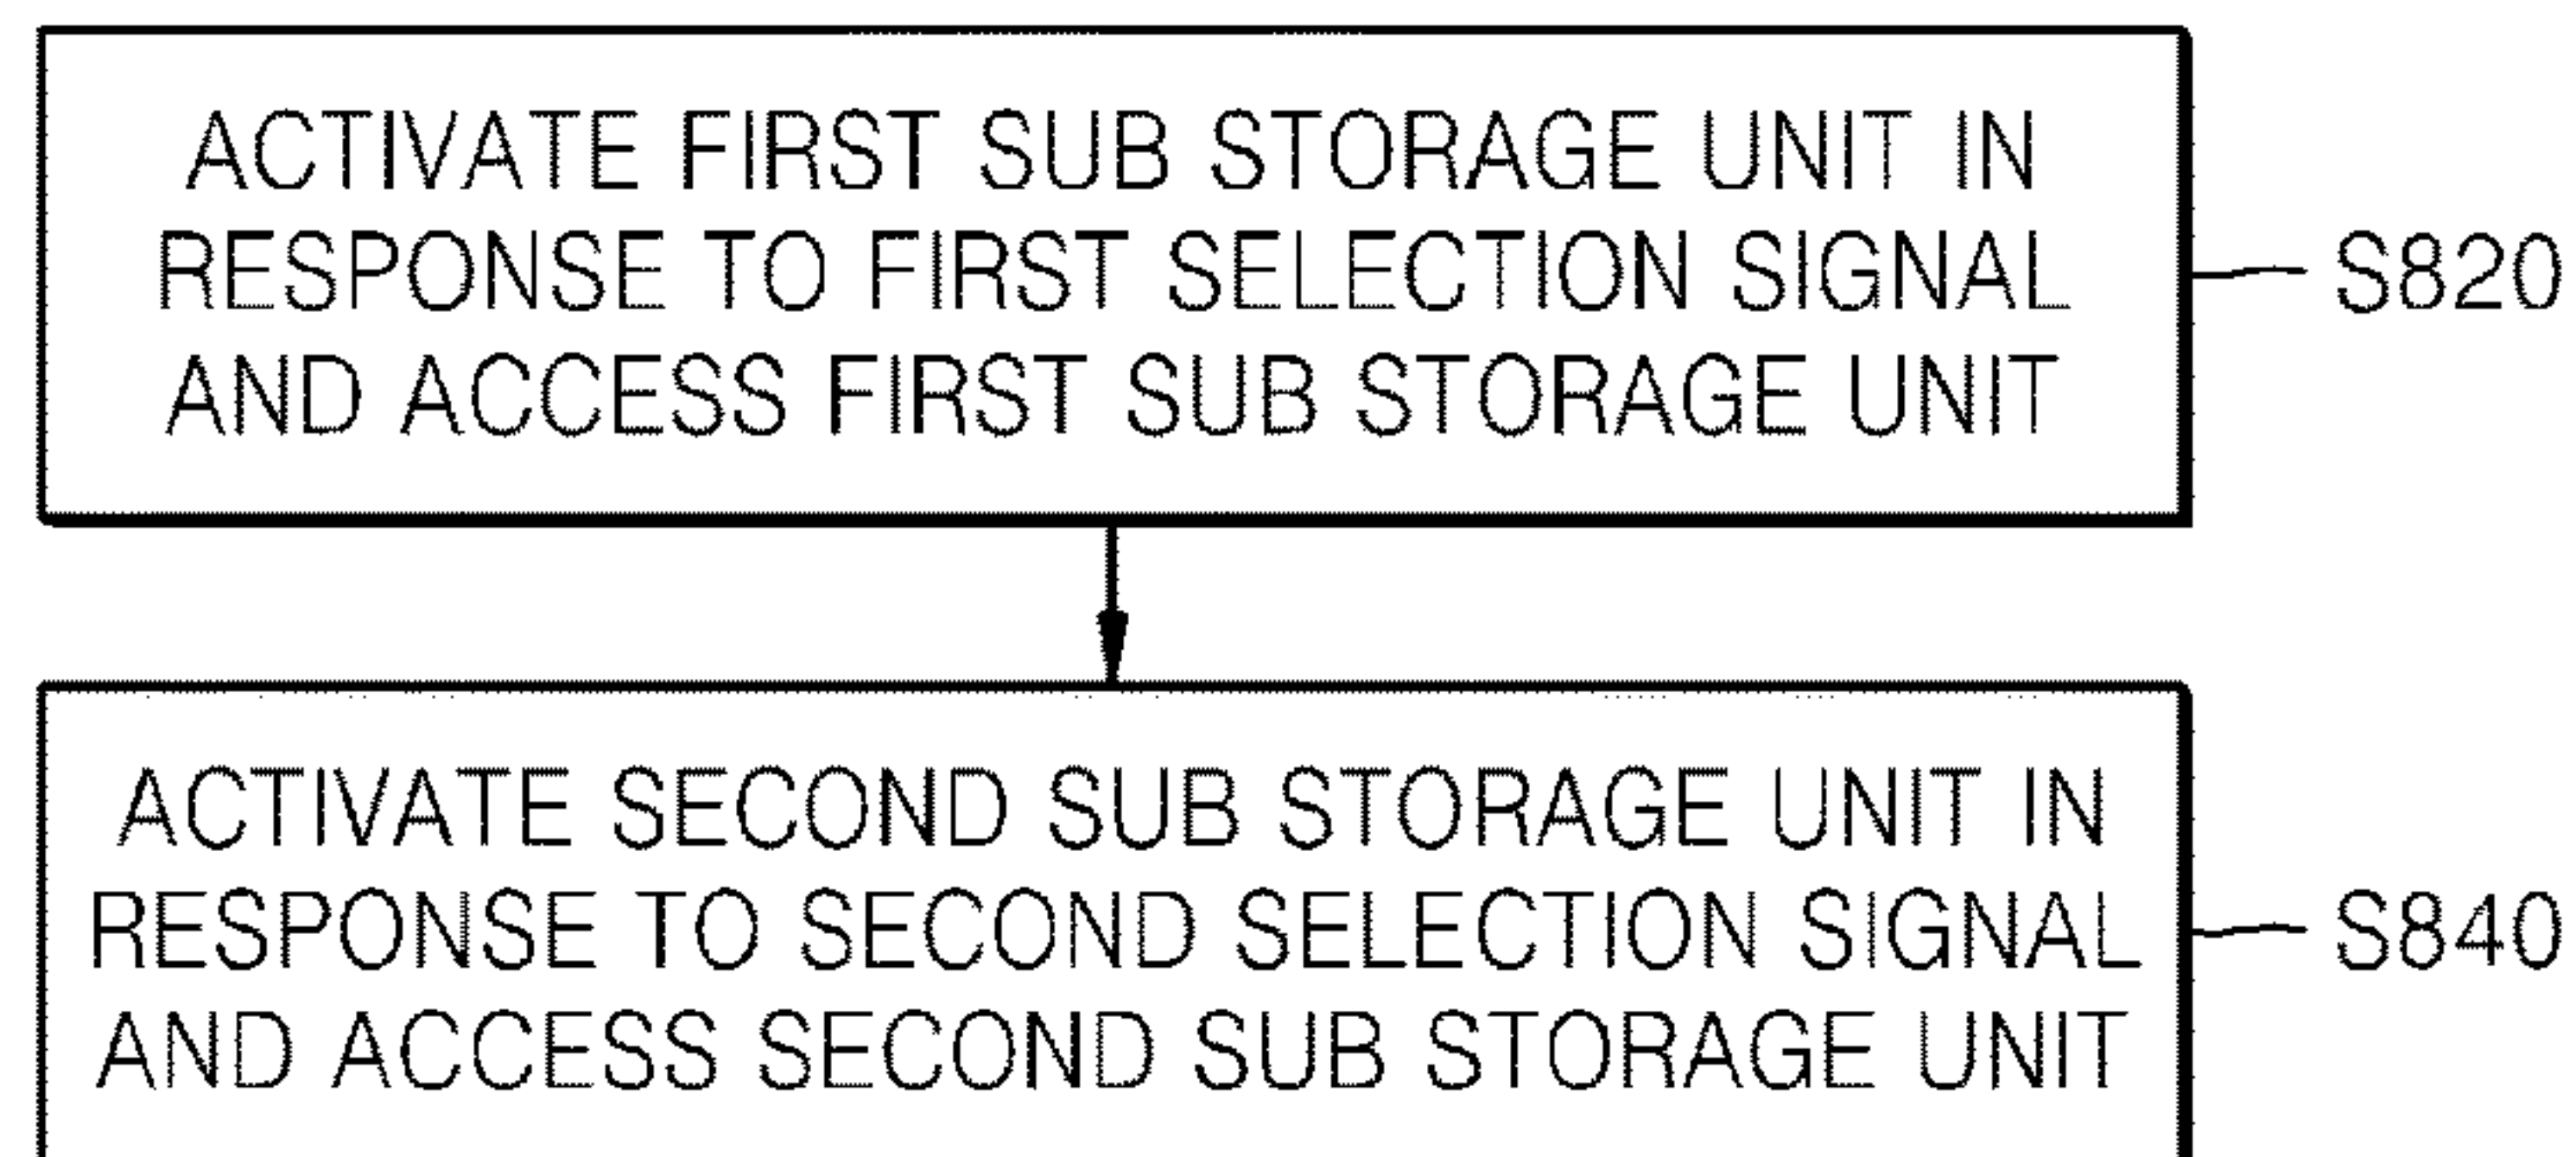 ACTIVATE FIRST SUB STORAGE UNIT IN
RESPONSE TO FIRST SELECTION SIGNAL
AND ACCESS FIRST SUB STORAGE UNIT
S820
ACTIVATE SECOND SUB STORAGE UNIT IN
RESPONSE TO SECOND SELECTION SIGNAL
AND ACCESS SECOND SUB STORAGE UNIT
S840